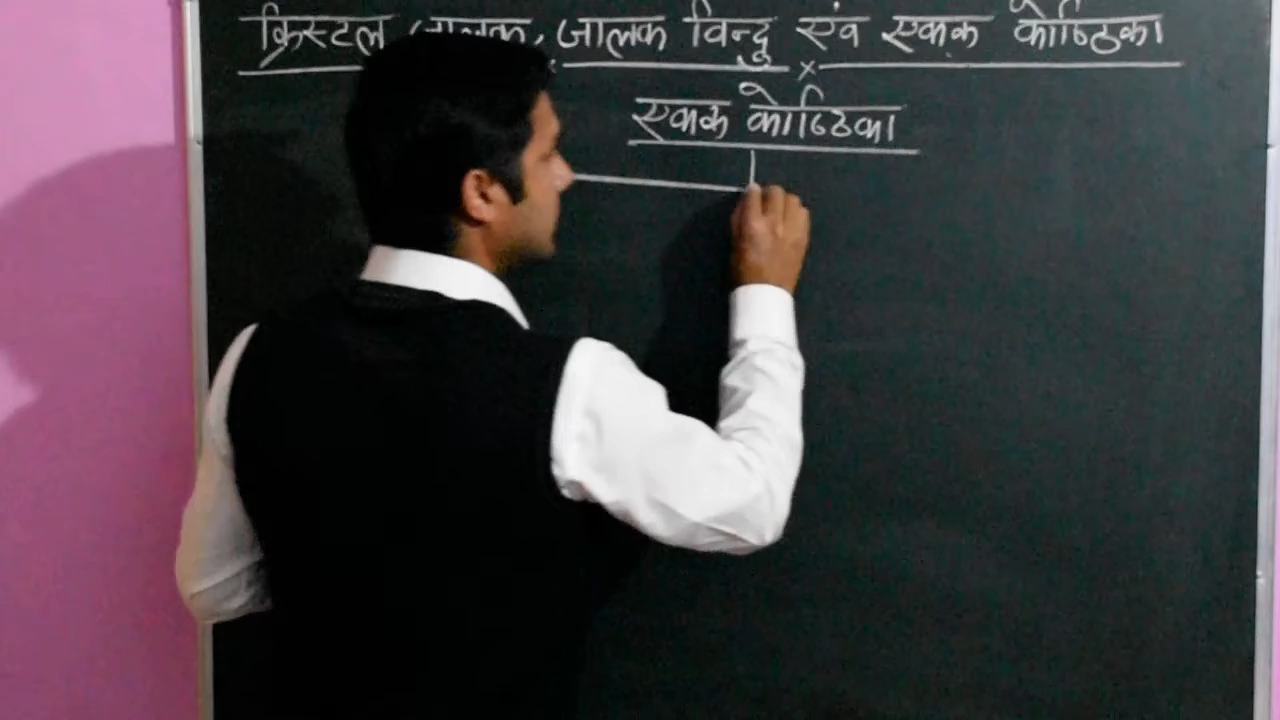 क्रिस्टल जालक, जालक विन्दु एंव एकक कोष्ठिका
एकक कोष्ठिका